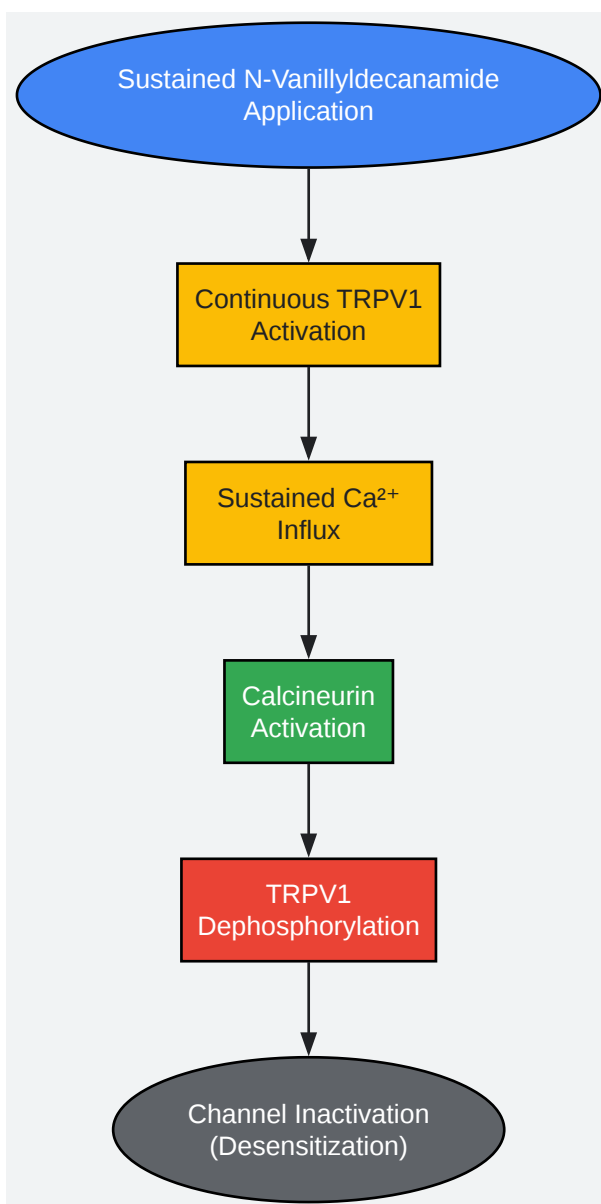 Sustained N-Vanillyldecanamide
Application
Continuous TRPV1
Activation
Sustained Ca²⁺
Influx
Calcineurin
Activation
TRPV1
Dephosphorylation
Channel Inactivation
(Desensitization)